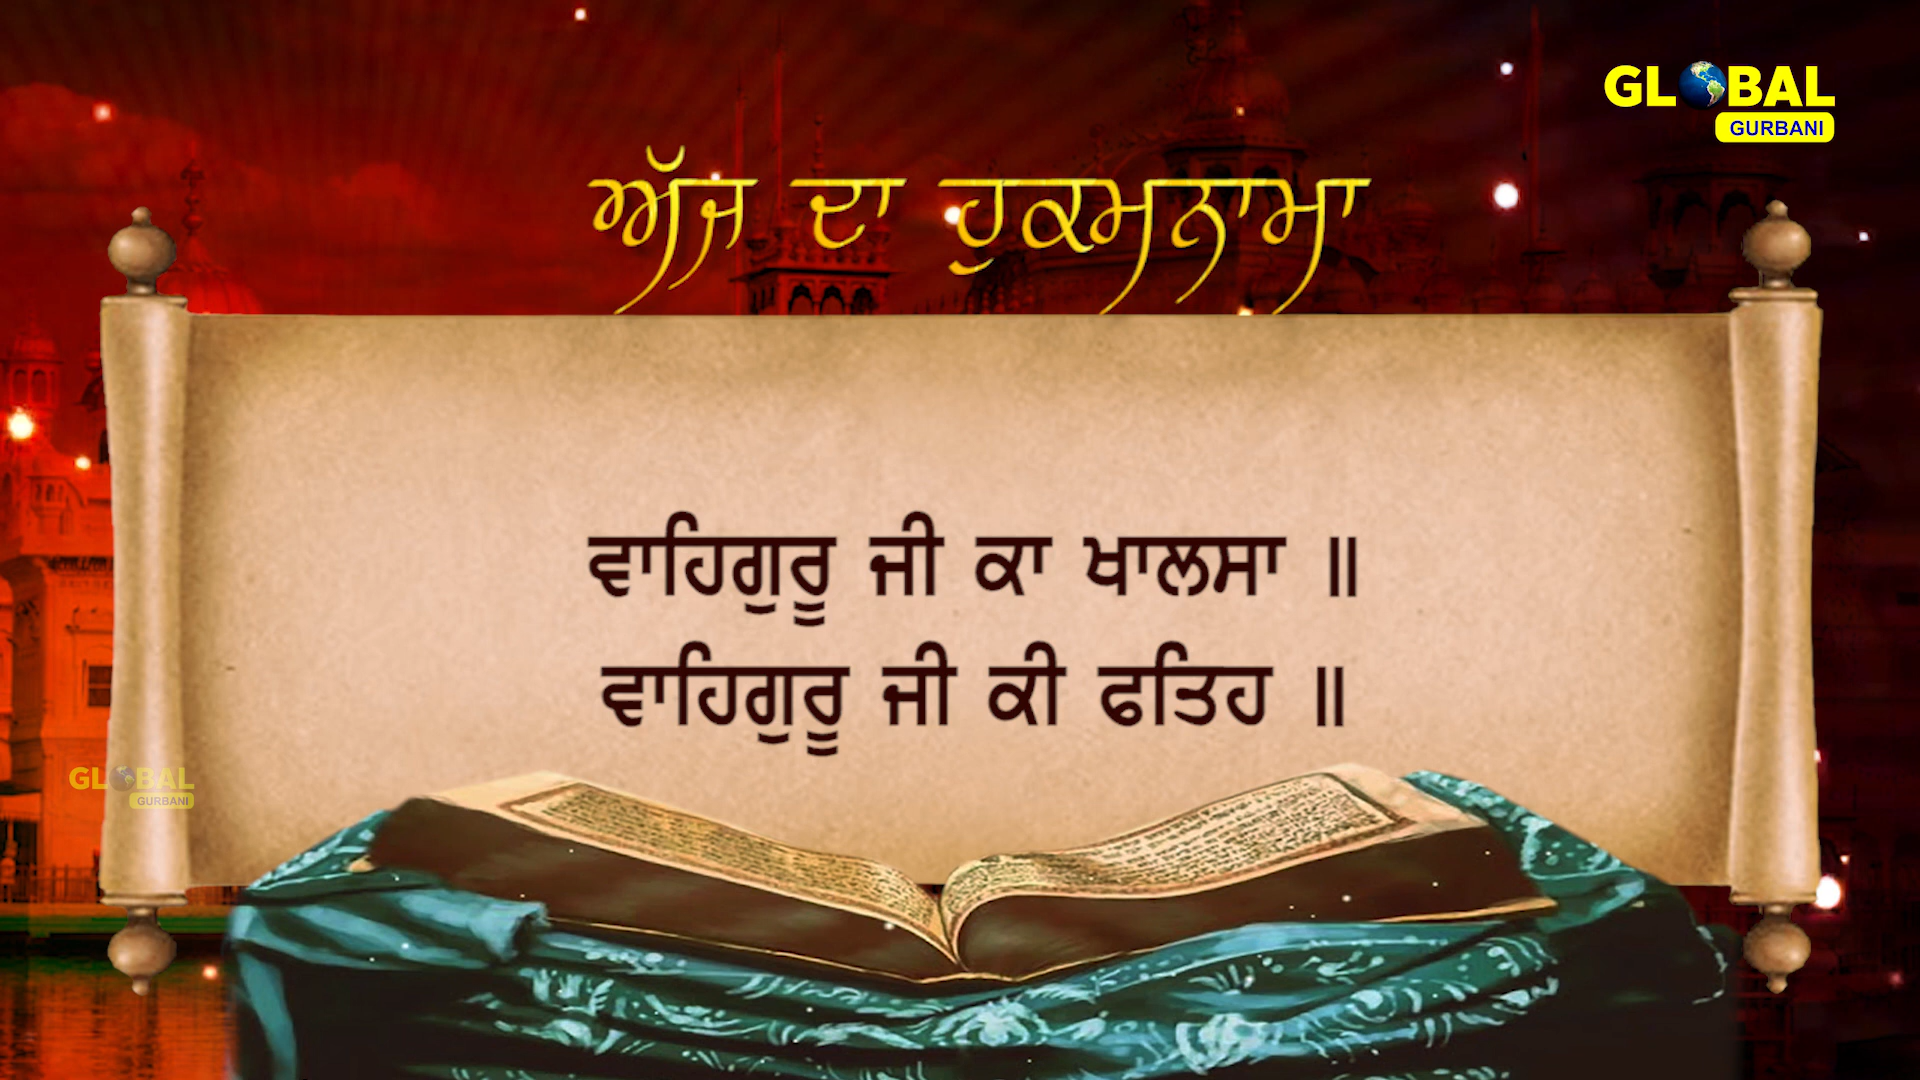 GLOBAL
GURBANI
ਅੱਜ ਦਾ ਹੁਕਮਨਾਮਾ
ਵਾਹਿਗੁਰੂ ਜੀ ਕਾ ਖਾਲਸਾ ॥
ਵਾਹਿਗੁਰੂ ਜੀ ਕੀ ਫਤਿਹ ॥
GLOBAL
GURBANI